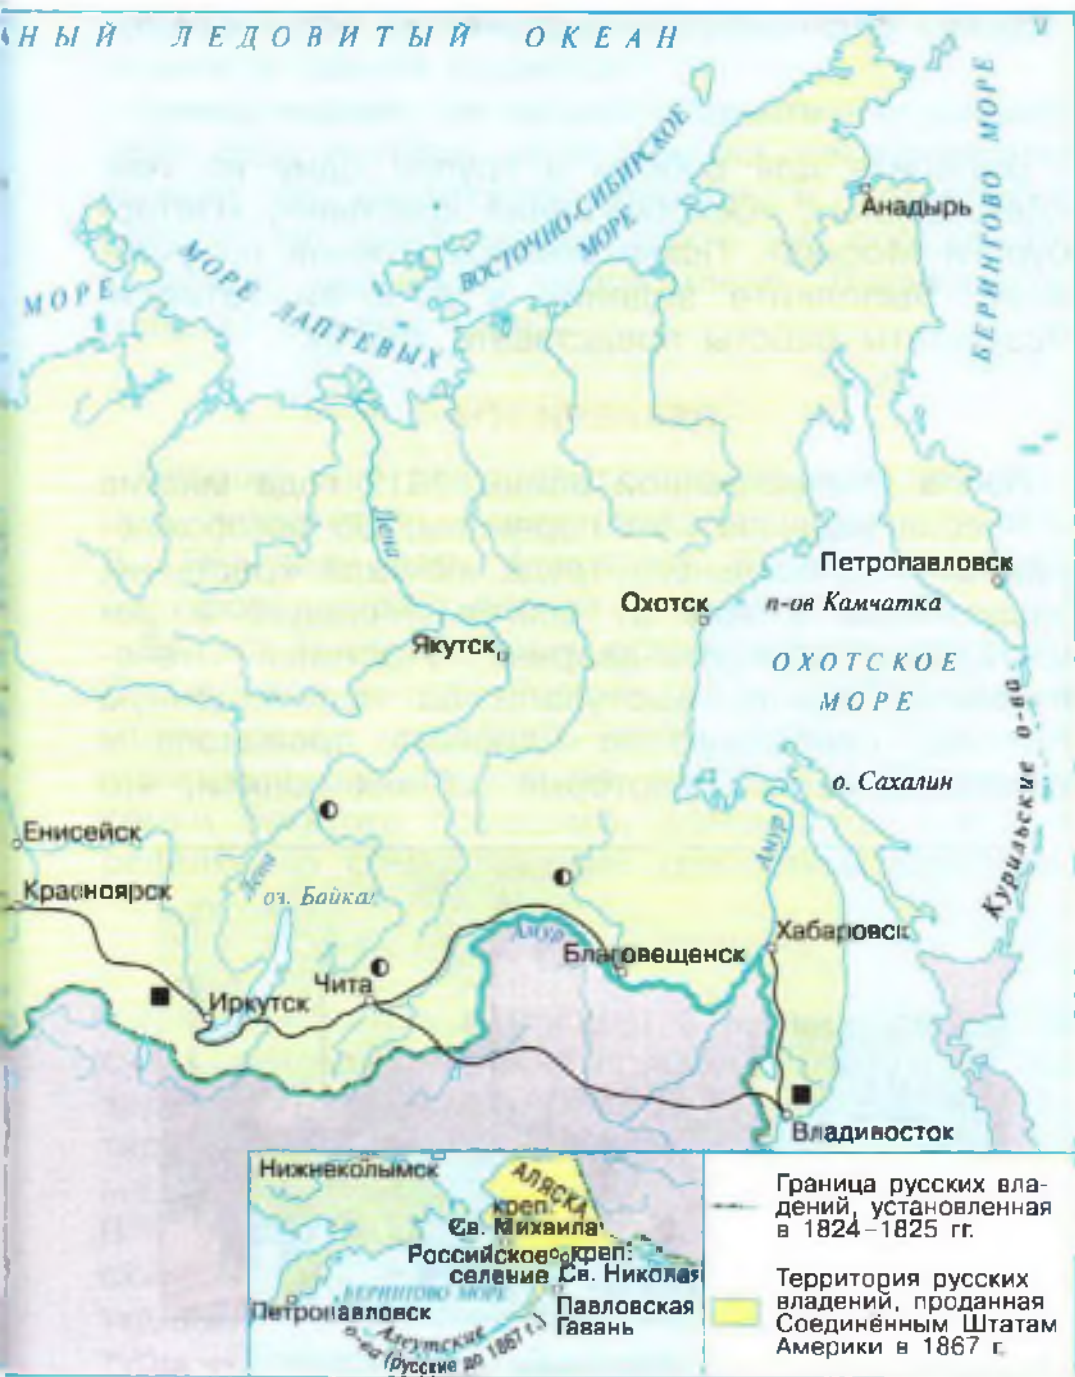 НЫЙ ЛЕДОВИТЫЙ ОКЕАН
БЕРИНГОВО МОРЕ
ВОСТОЧНО-СИБИРСКОЕ
МОРЕ
Анадырь
МОРЕ
МОРЕ ЛАПТЕВЫХ
Лена
Петропавловск
Охотск
п-ов Камчатка
Якутск
ОХОТСКОЕ
МОРЕ
Курильские о-ва
о. Сахалин
Амур
Енисейск
Лена
Красноярск
оз. Байкал
Амур
Хабаровск
Благовещенск
Чита
Иркутск
Владивосток
Нижнеколымск
АЛЯСКА
креп.
Св. Михаила
Российское
селение
креп.
Св. Николая
БЕРИНГОВО МОРЕ
Петропавловск
Павловская
Гавань
Алеутские
о-ва
(русские до 1867 г.)
Граница русских вла-
дений, установленная
в 1824-1825 гг.
Территория русских
владений, проданная
Соединённым Штатам
Америки в 1867 г.